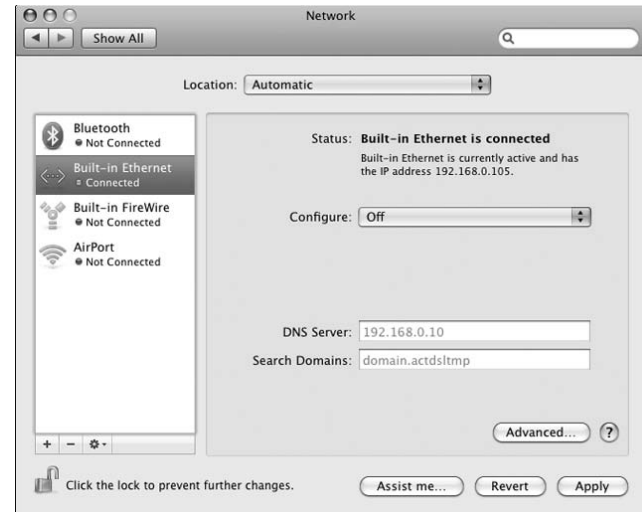 Network
Show All
Location: Automatic
Bluetooth
Not Connected
Built-in Ethernet
Connected
Built-in FireWire
Not Connected
AirPort
Not Connected
Status: Built-in Ethernet is connected
Built-in Ethernet is currently active and has
the IP address 192.168.0.105.
Configure: Off
DNS Server: 192.168.0.10
Search Domains: domain.actdsltmp
Advanced... ?
+ −
Click the lock to prevent further changes.
Assist me... Revert Apply